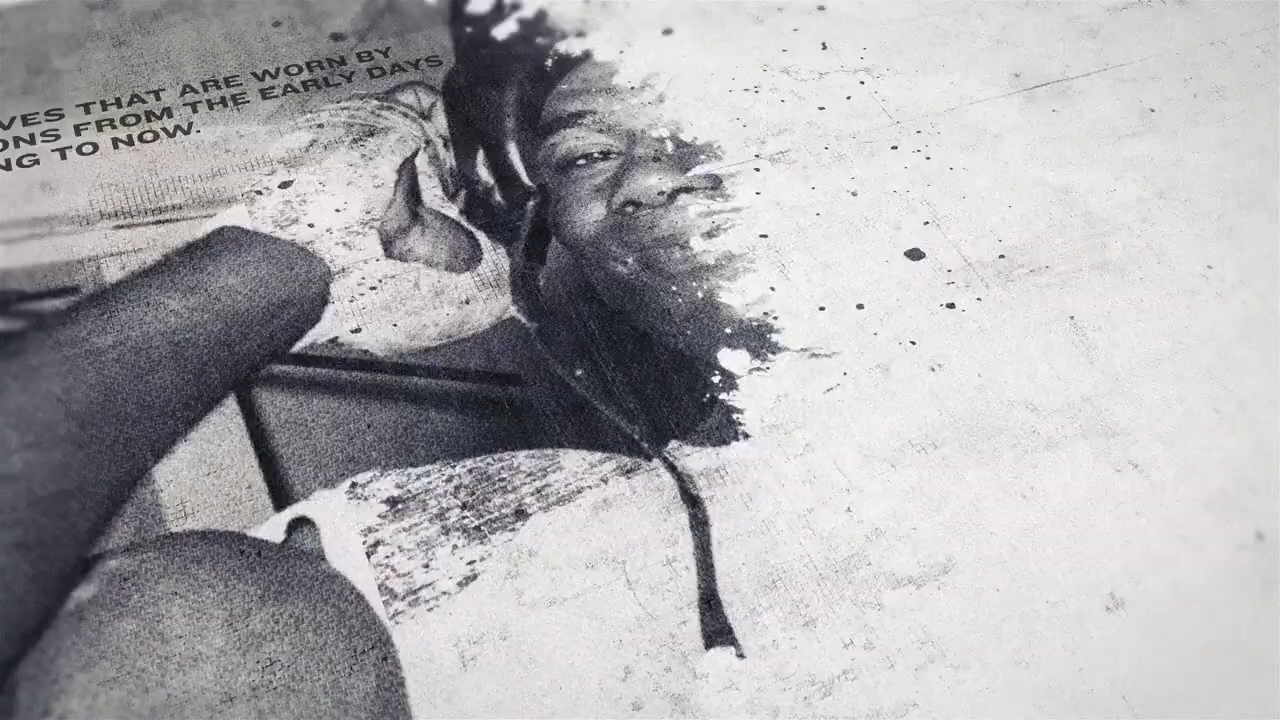 VES THAT ARE WORN BY
ONS FROM THE EARLY DAYS
NG TO NOW.